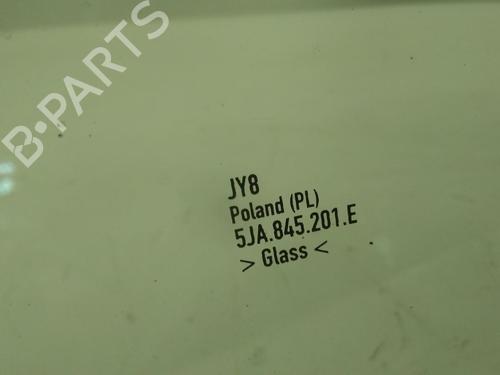 B-PARTS
JY8
Poland (PL)
5JA.845.201.E
> Glass <